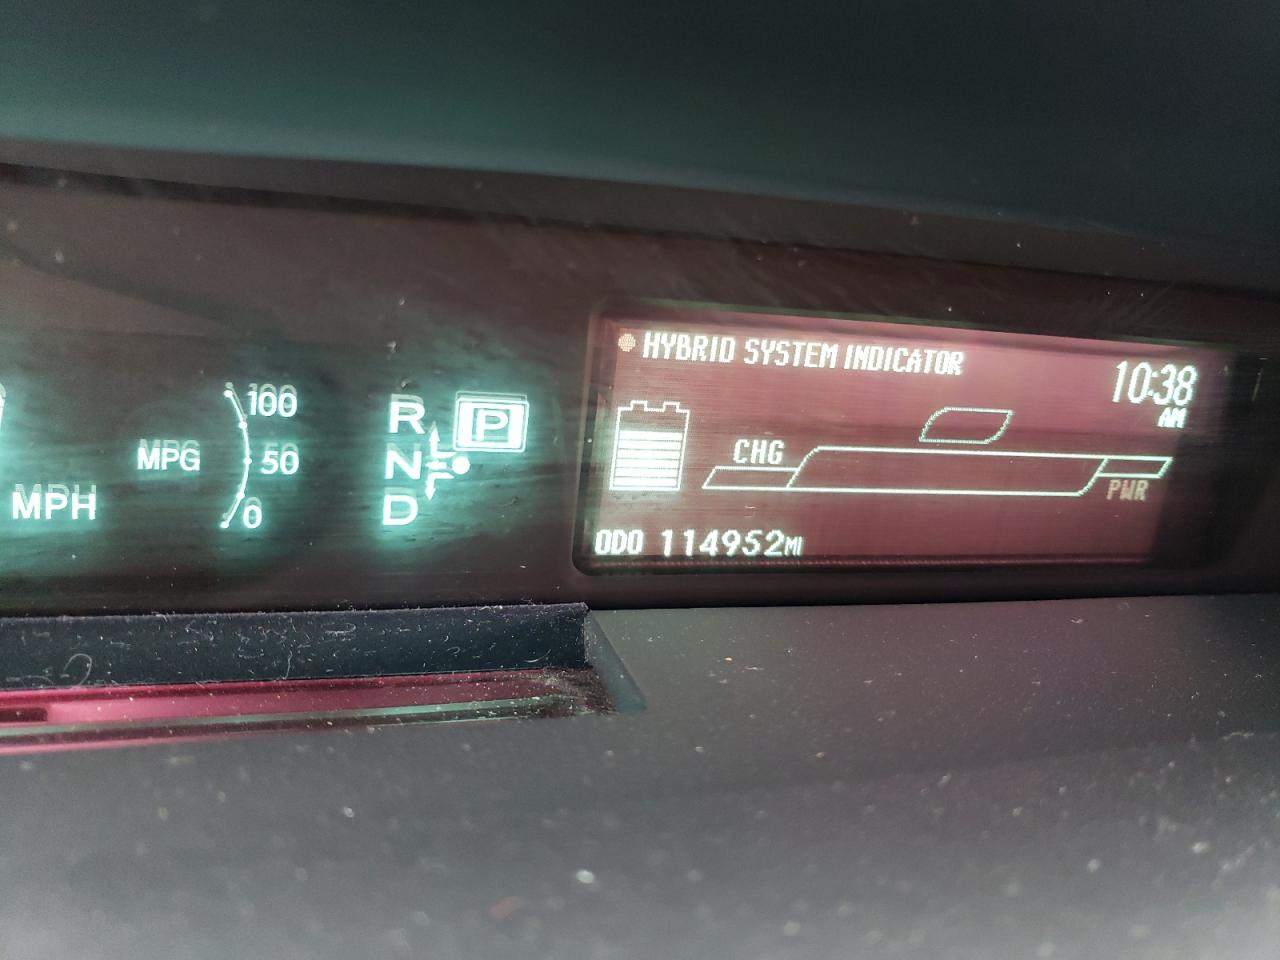 MPH
MPG
100
50
0
R
N
D
P
HYBRID SYSTEM INDICATOR
10:38
AM
CHG
PWR
ODO 114952MI